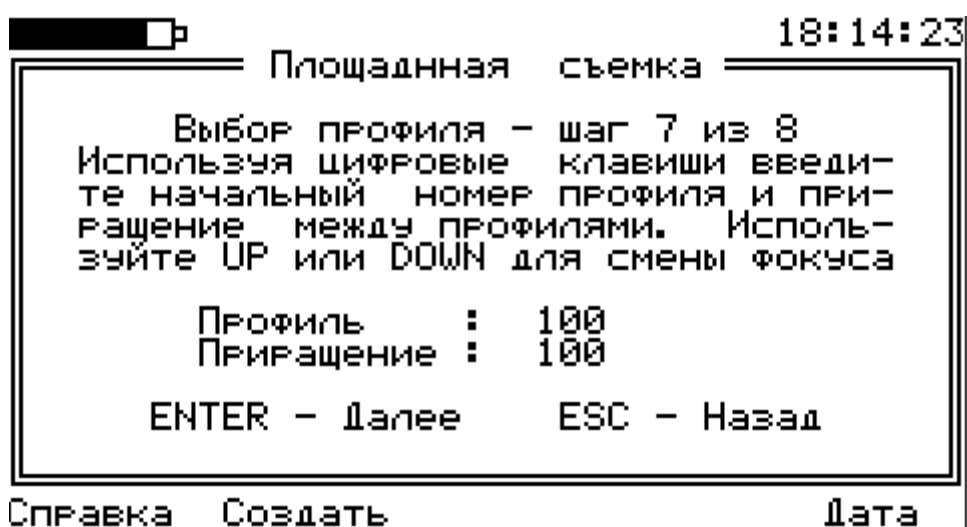 18:14:23
Площаднная съемка
Выбор профиля - шаг 7 из 8
Используя цифровые клавиши введи-
те начальный номер профиля и при-
ращение между профилями. Исполь-
зуйте UP или DOWN для смены фокуса
Профиль : 100
Приращение : 100
ENTER - Далее ESC - Назад
Справка Создать Дата